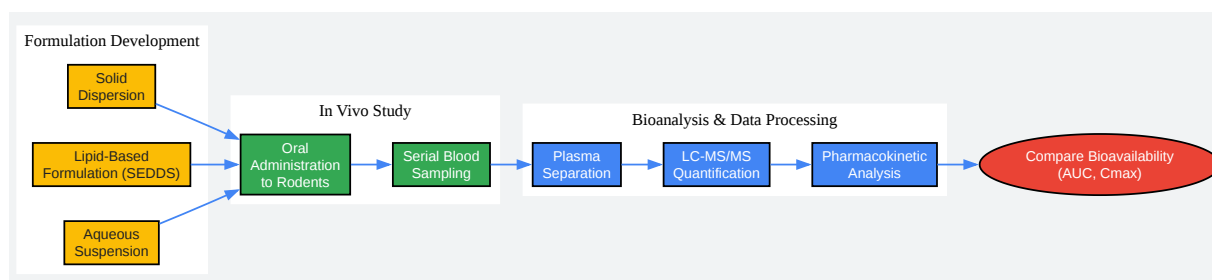 Formulation Development
Solid
Dispersion
Lipid-Based
Formulation (SEDDS)
Aqueous
Suspension
In Vivo Study
Oral
Administration
to Rodents
Serial Blood
Sampling
Bioanalysis & Data Processing
Plasma
Separation
LC-MS/MS
Quantification
Pharmacokinetic
Analysis
Compare Bioavailability
(AUC, Cmax)